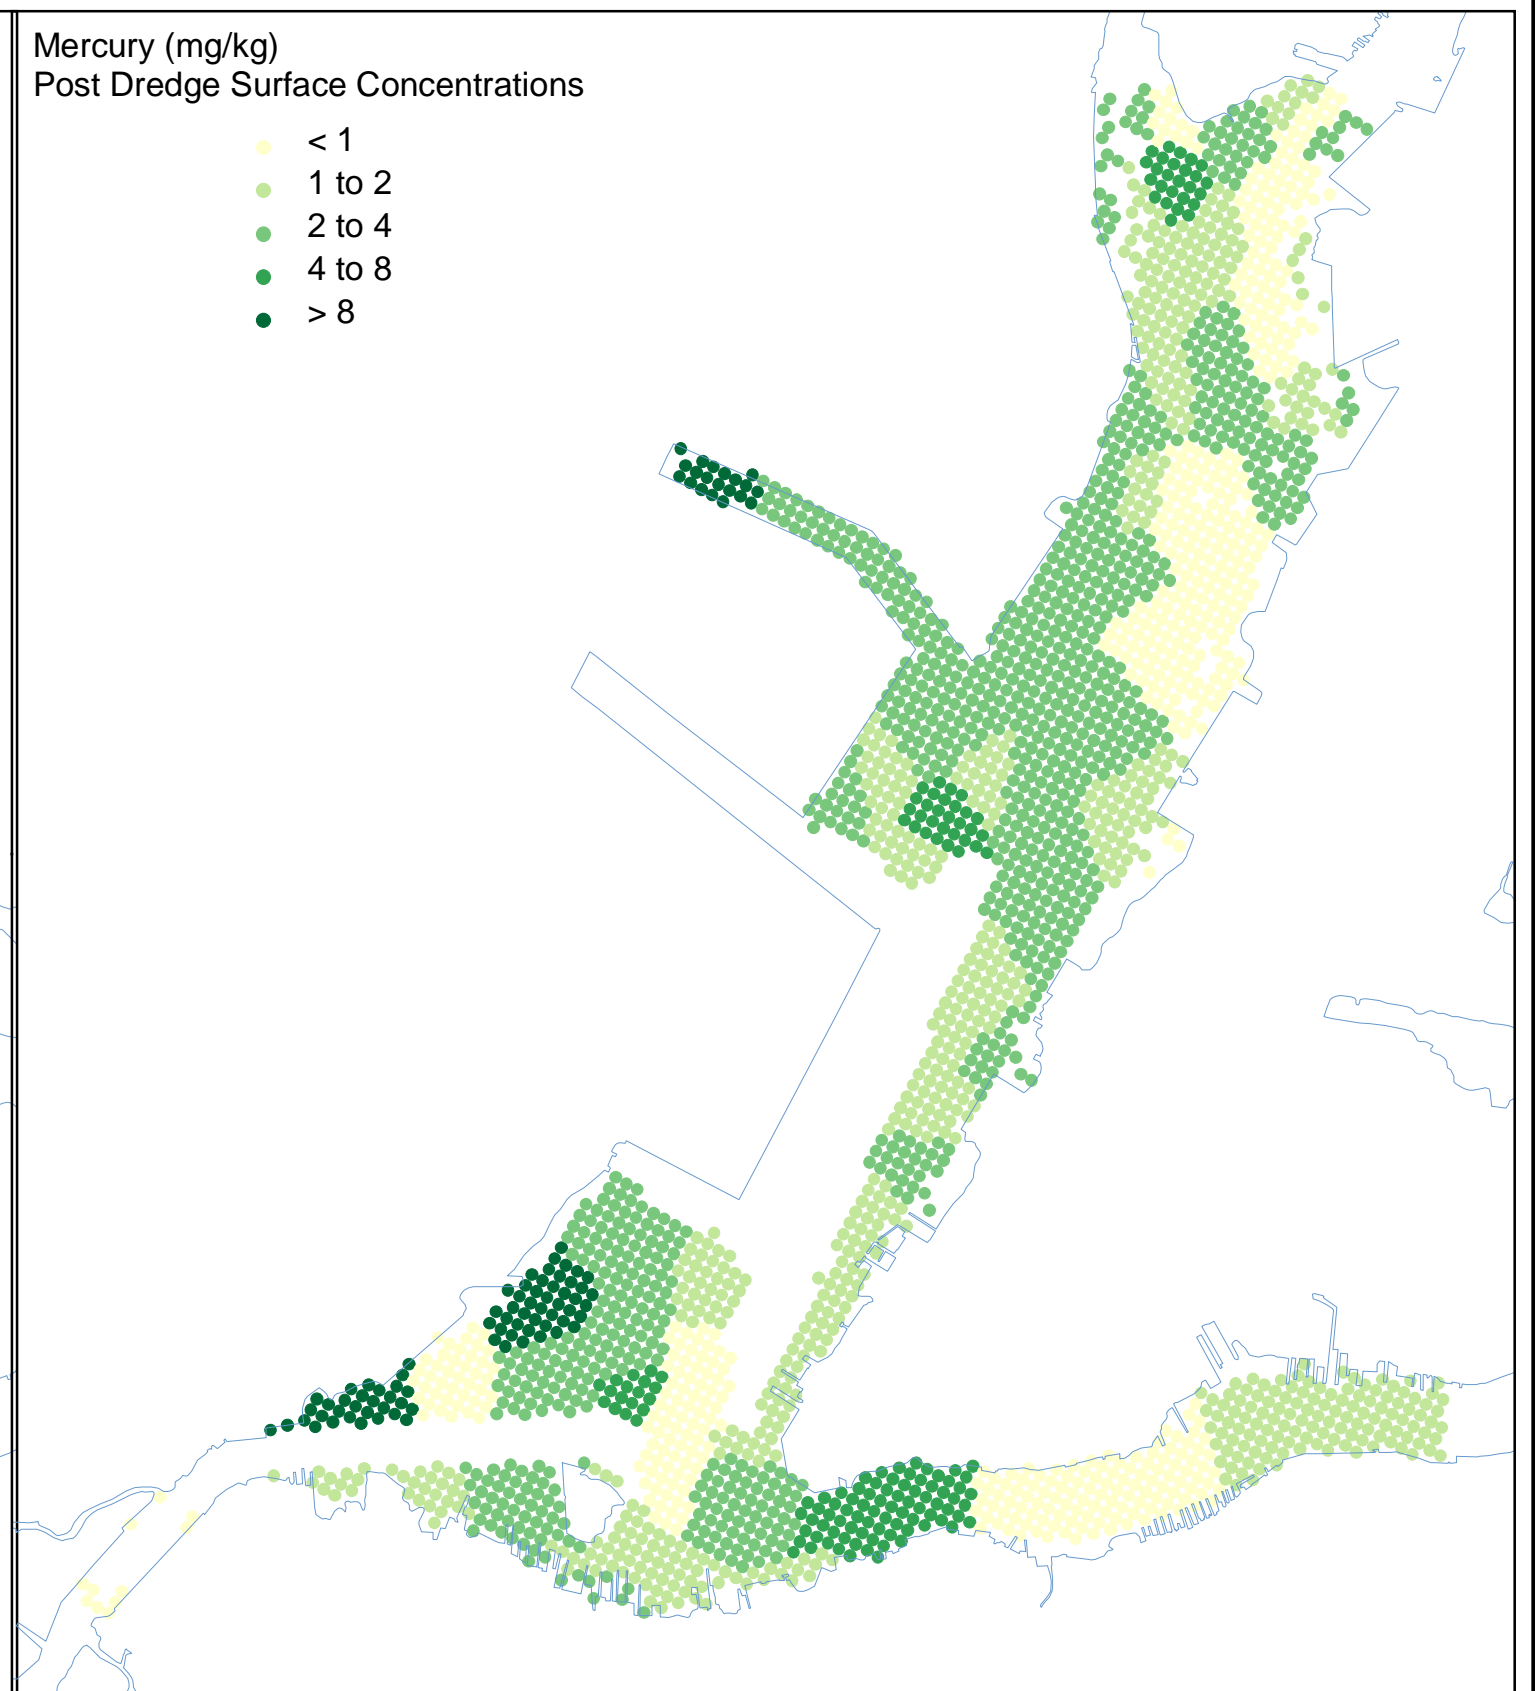 Mercury (mg/kg)
Post Dredge Surface Concentrations
< 1
1 to 2
2 to 4
4 to 8
> 8